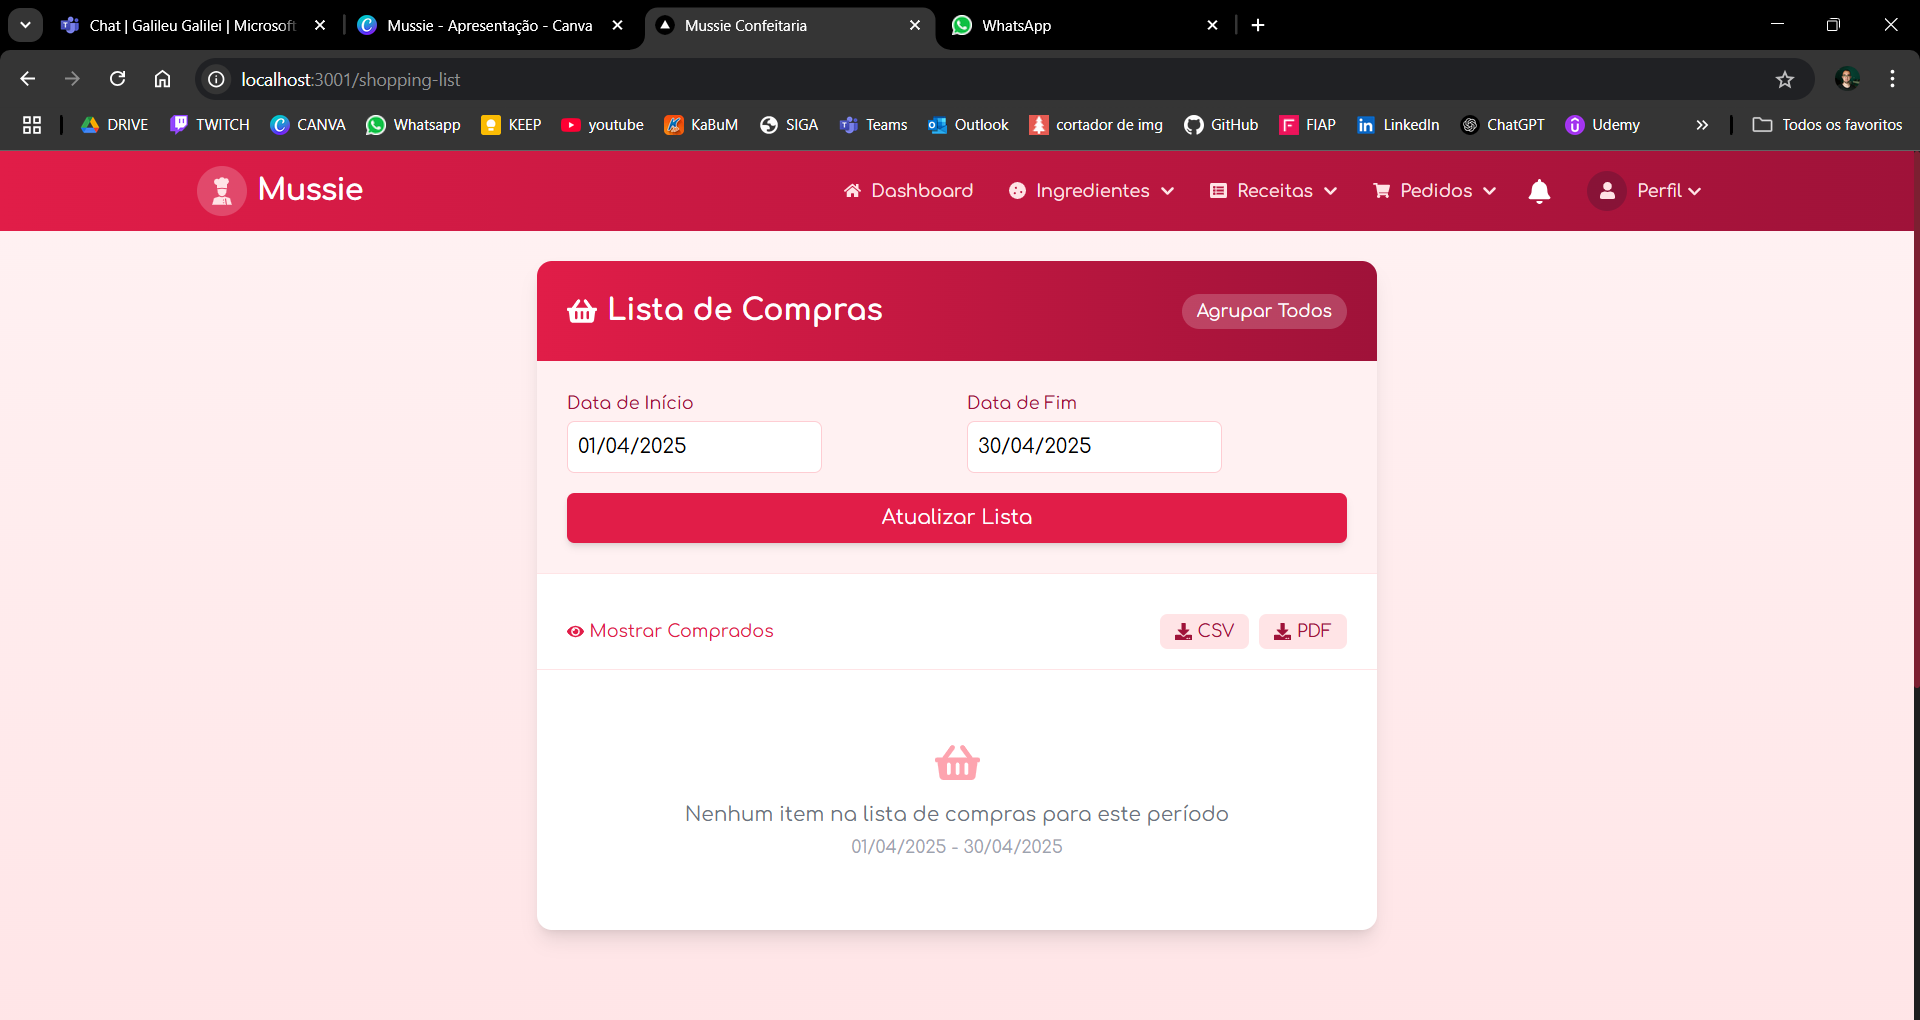 Chat | Galileu Galilei | Microsoft
Mussie - Apresentação - Canva
Mussie Confeitaria
WhatsApp
localhost:3001/shopping-list
DRIVE
TWITCH
CANVA
Whatsapp
KEEP
youtube
KaBuM
SIGA
Teams
Outlook
cortador de img
GitHub
FIAP
LinkedIn
ChatGPT
Udemy
Todos os favoritos
Mussie
Dashboard
Ingredientes
Receitas
Pedidos
Perfil
Lista de Compras
Agrupar Todos
Data de Início
Data de Fim
01/04/2025
30/04/2025
Atualizar Lista
Mostrar Comprados
CSV
PDF
Nenhum item na lista de compras para este período
01/04/2025 - 30/04/2025